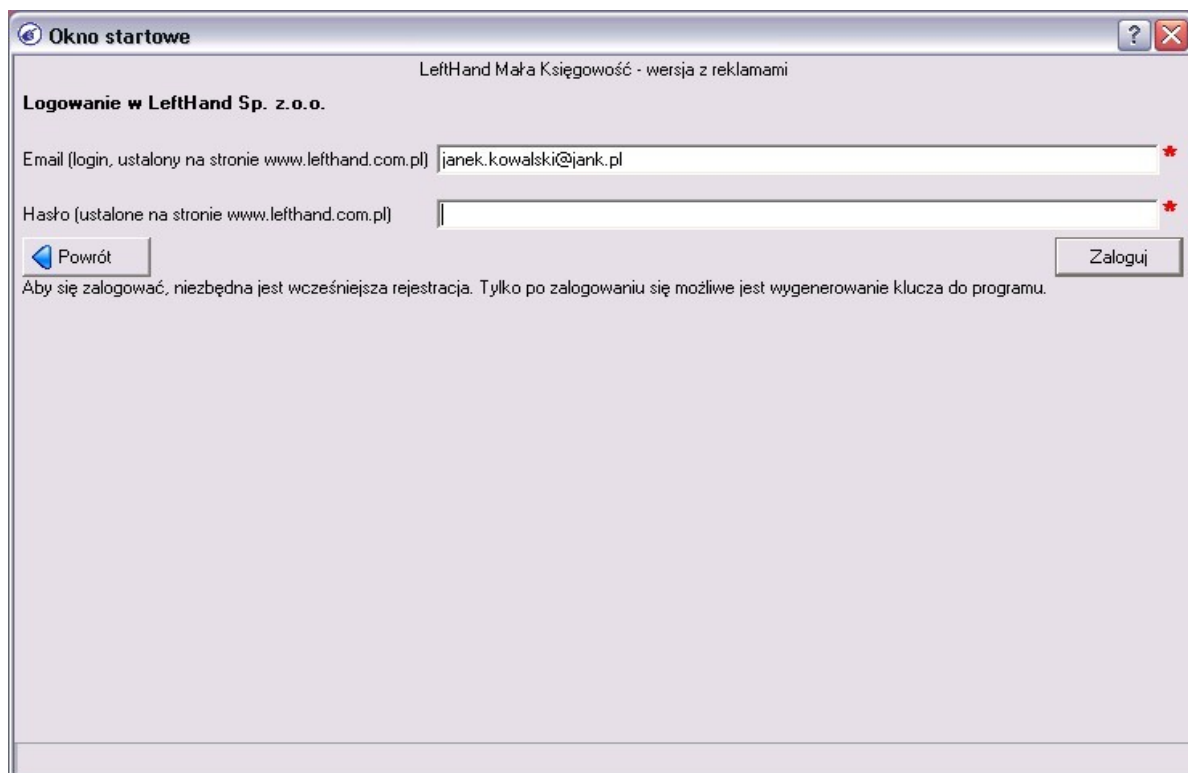 Okno startowe
LeftHand Mała Księgowość - wersja z reklamami
Logowanie w LeftHand Sp. z.o.o.
Email (login, ustalony na stronie www.lefthand.com.pl) janek.kowalski@jank.pl *
Hasło (ustalone na stronie www.lefthand.com.pl) *
Powrót Zaloguj
Aby się zalogować, niezbędna jest wcześniejsza rejestracja. Tylko po zalogowaniu się możliwe jest wygenerowanie klucza do programu.